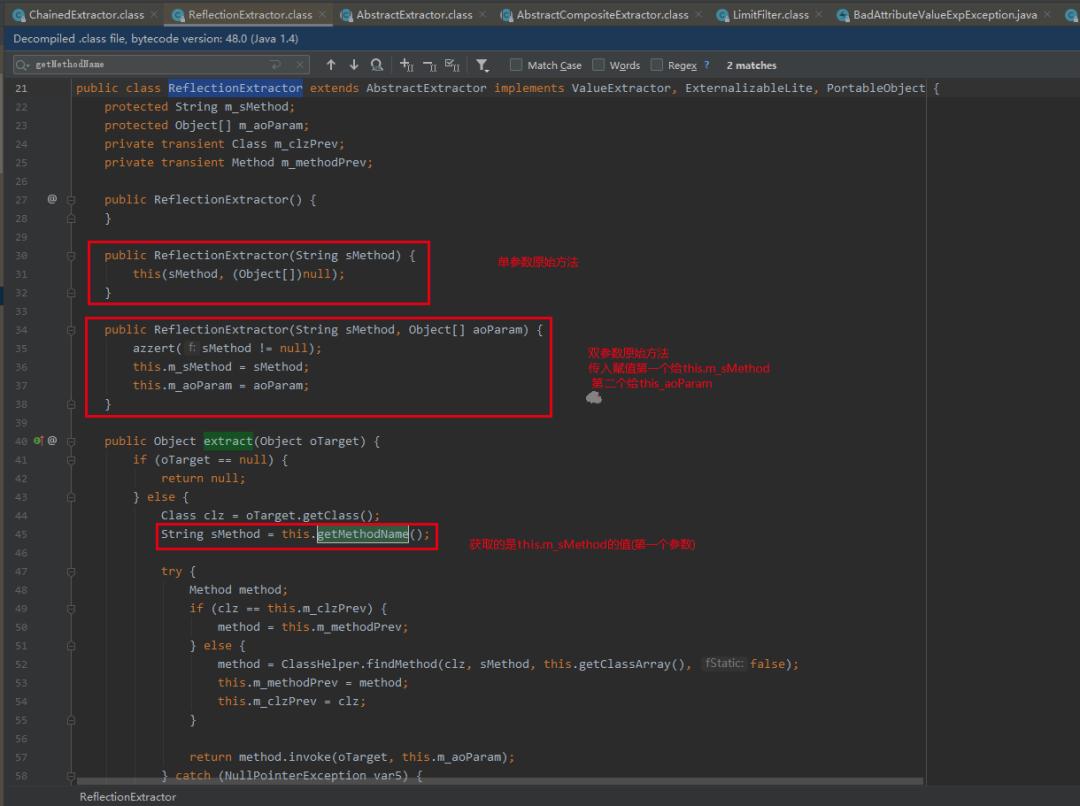 ChainedExtractor.class × ReflectionExtractor.class × AbstractExtractor.class × AbstractCompositeExtractor.class × LimitFilter.class × BadAttributeValueExpException.java ×
Decompiled .class file, bytecode version: 48.0 (Java 1.4)
getMethodName Match Case Words Regex ? 2 matches
21 public class ReflectionExtractor extends AbstractExtractor implements ValueExtractor, ExternalizableLite, PortableObject {
22 protected String m_sMethod;
23 protected Object[] m_aoParam;
24 private transient Class m_clzPrev;
25 private transient Method m_methodPrev;
26
27 @ public ReflectionExtractor() {
28 }
29
30 public ReflectionExtractor(String sMethod) {
单参数原始方法
31 this(sMethod, (Object[])null);
32 }
33
34 public ReflectionExtractor(String sMethod, Object[] aoParam) {
35 azzert( f: sMethod != null);
双参数原始方法
36 this.m_sMethod = sMethod;
传入赋值第一个给this.m_sMethod
37 this.m_aoParam = aoParam;
第二个给this_aoParam
38 }
39
40 @ public Object extract(Object oTarget) {
41 if (oTarget == null) {
42 return null;
43 } else {
44 Class clz = oTarget.getClass();
45 String sMethod = this.getMethodName();
获取的是this.m_sMethod的值(第一个参数)
46
47 try {
48 Method method;
49 if (clz == this.m_clzPrev) {
50 method = this.m_methodPrev;
51 } else {
52 method = ClassHelper.findMethod(clz, sMethod, this.getClassArray(), fStatic: false);
53 this.m_methodPrev = method;
54 this.m_clzPrev = clz;
55 }
56
57 return method.invoke(oTarget, this.m_aoParam);
58 } catch (NullPointerException var5) {
ReflectionExtractor